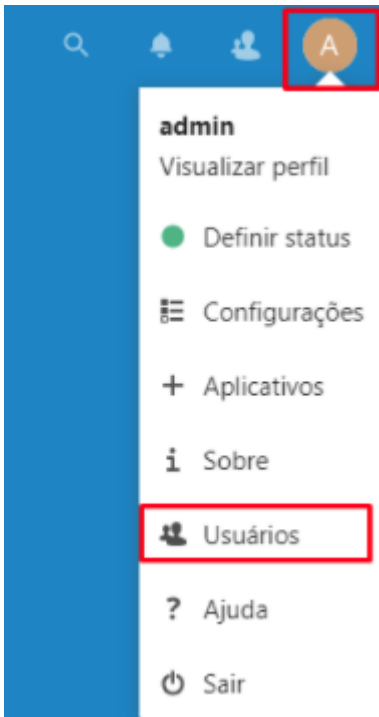 A
admin
Visualizar perfil
Definir status
Configurações
Aplicativos
Sobre
Usuários
Ajuda
Sair